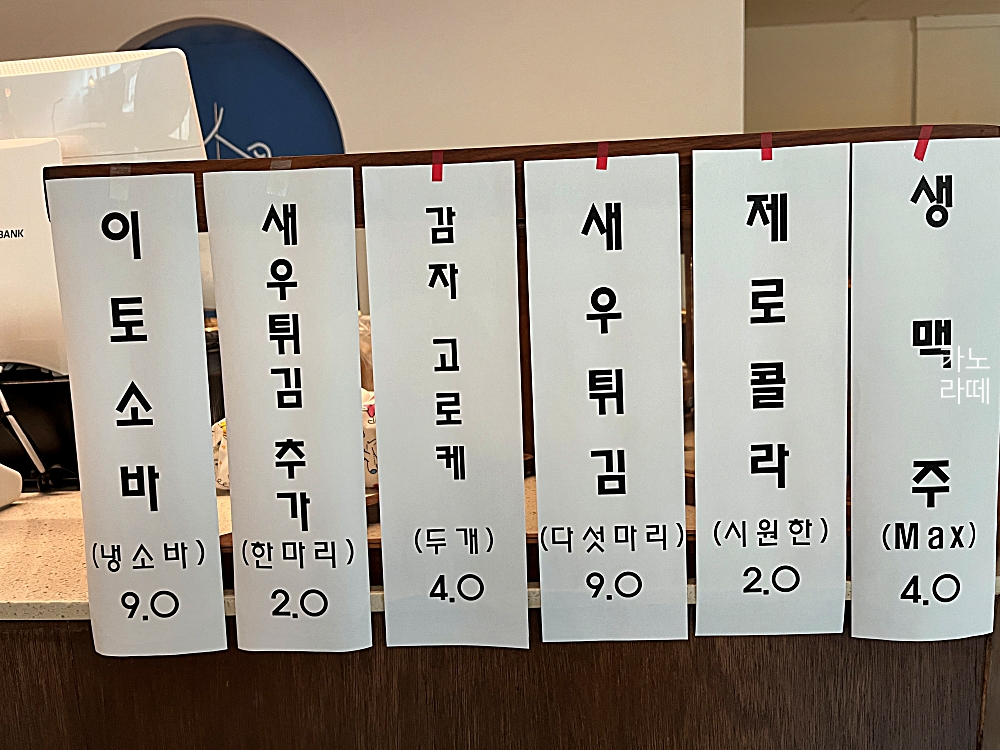 BANK
이토소바
(냉소바)
9.0
새우튀김 추가
(한마리)
2.0
감자 고로케
(두개)
4.0
새우튀김
(다섯마리)
9.0
제로콜라
(시원한)
2.0
생맥주
(Max)
4.0
까노
라떼